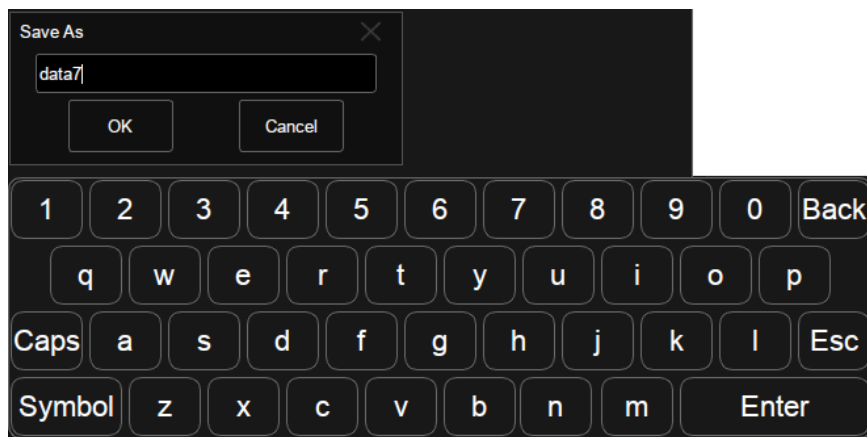 Save As
data7
OK Cancel
1 2 3 4 5 6 7 8 9 0 Back
q w e r t y u i o p
Caps a s d f g h j k l Esc
Symbol z x c v b n m Enter